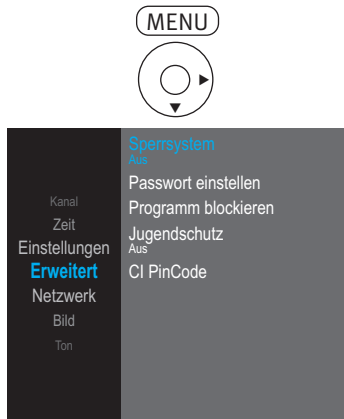 MENU
Kanal
Zeit
Einstellungen
Erweitert
Netzwerk
Bild
Ton
Sperrsystem
Aus
Passwort einstellen
Programm blockieren
Jugendschutz
Aus
CI PinCode